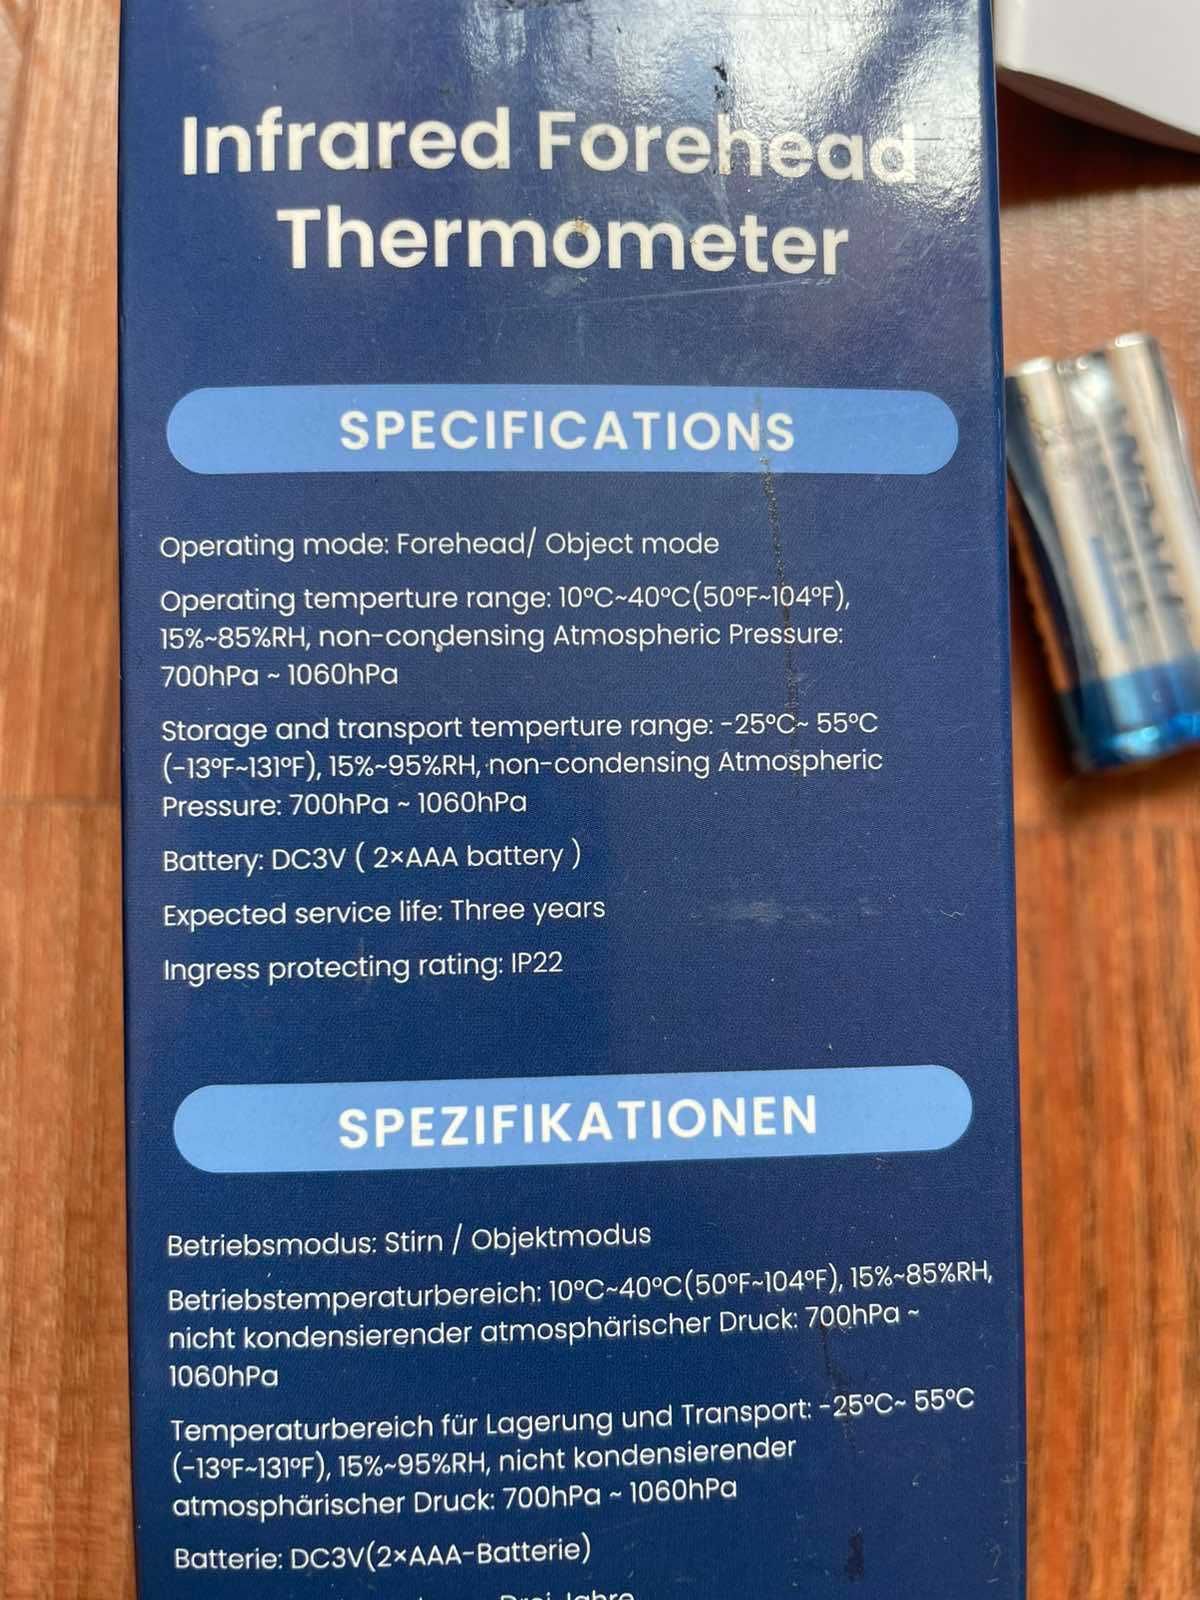 Infrared Forehead
Thermometer
SPECIFICATIONS
Operating mode: Forehead/ Object mode
Operating temperture range: 10°C~40°C(50°F~104°F),
15%~85%RH, non-condensing Atmospheric Pressure:
700hPa ~ 1060hPa
Storage and transport temperture range: -25°C~ 55°C
(-13°F~131°F), 15%~95%RH, non-condensing Atmospheric
Pressure: 700hPa ~ 1060hPa
Battery: DC3V ( 2×AAA battery )
Expected service life: Three years
Ingress protecting rating: IP22
SPEZIFIKATIONEN
Betriebsmodus: Stirn / Objektmodus
Betriebstemperaturbereich: 10°C~40°C(50°F~104°F), 15%~85%RH,
nicht kondensierender atmosphärischer Druck: 700hPa ~
1060hPa
Temperaturbereich für Lagerung und Transport: -25°C~ 55°C
(-13°F~131°F), 15%~95%RH, nicht kondensierender
atmosphärischer Druck: 700hPa ~ 1060hPa
Batterie: DC3V(2×AAA-Batterie)
Drei Jahre